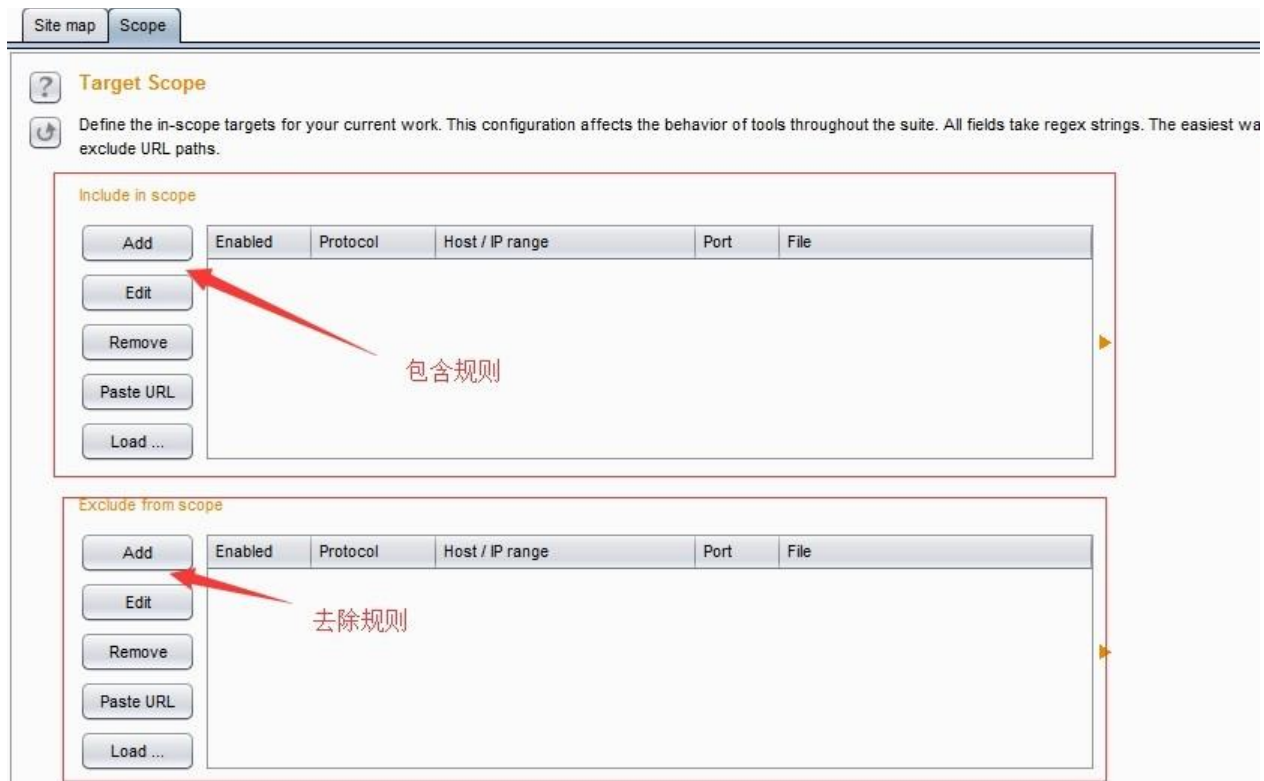 Site map Scope
Target Scope
Define the in-scope targets for your current work. This configuration affects the behavior of tools throughout the suite. All fields take regex strings. The easiest wa
exclude URL paths.
Include in scope
Add Enabled Protocol Host / IP range Port File
Edit
Remove
包含规则
Paste URL
Load ...
Exclude from scope
Add Enabled Protocol Host / IP range Port File
Edit
去除规则
Remove
Paste URL
Load ...